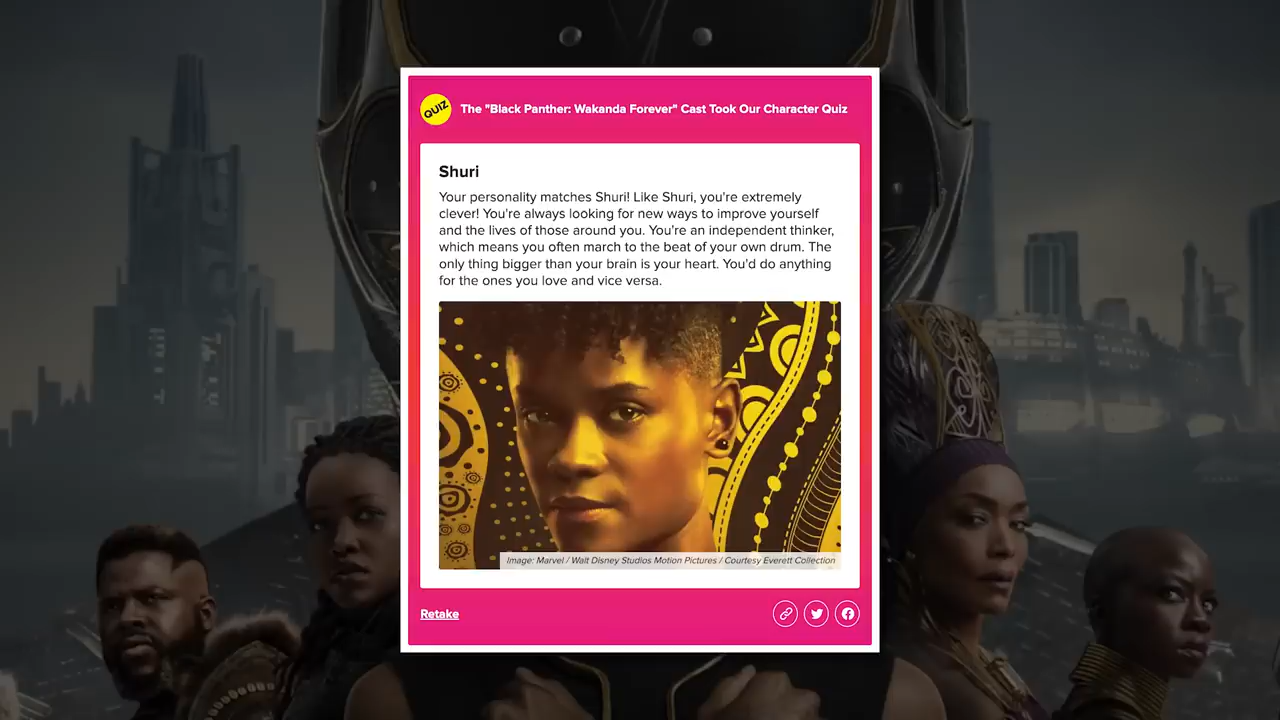 QUIZ
The "Black Panther: Wakanda Forever" Cast Took Our Character Quiz
Shuri
Your personality matches Shuri! Like Shuri, you're extremely
clever! You're always looking for new ways to improve yourself
and the lives of those around you. You're an independent thinker,
which means you often march to the beat of your own drum. The
only thing bigger than your brain is your heart. You'd do anything
for the ones you love and vice versa.
Image: Marvel / Walt Disney Studios Motion Pictures / Courtesy Everett Collection
Retake